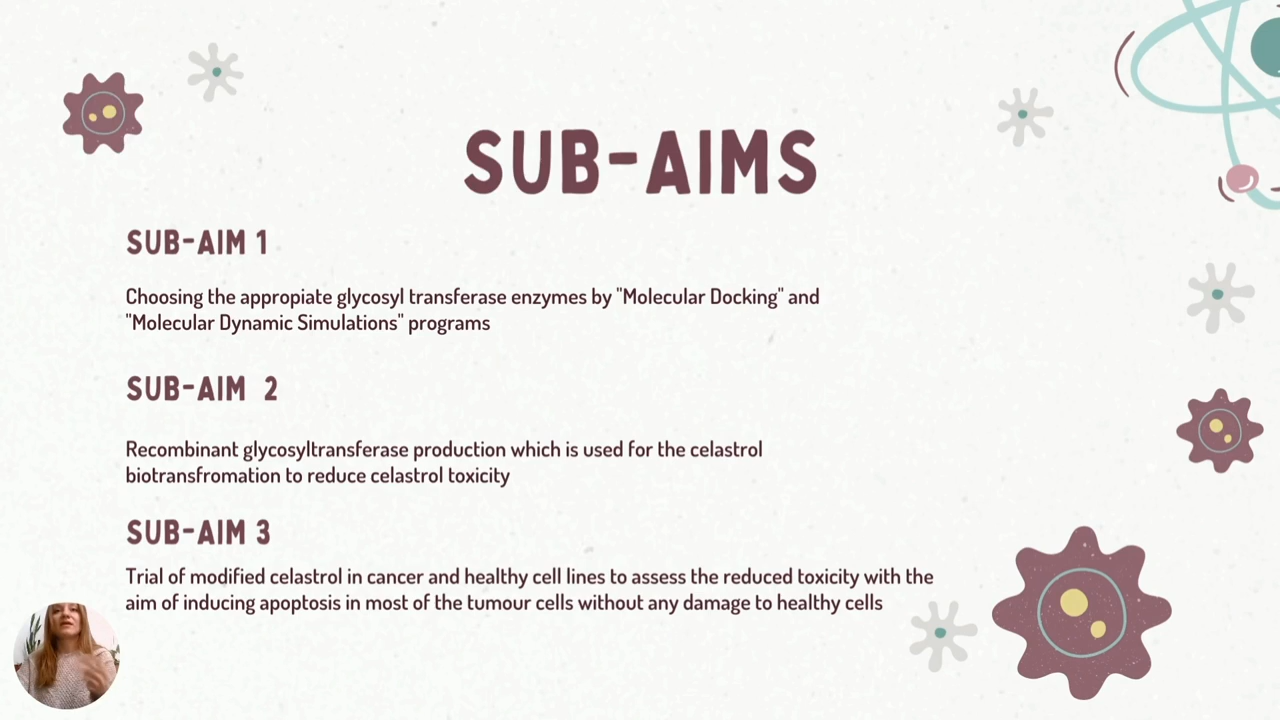 SUB-AIMS
SUB-AIM 1
Choosing the appropiate glycosyl transferase enzymes by "Molecular Docking" and
"Molecular Dynamic Simulations" programs
SUB-AIM 2
Recombinant glycosyltransferase production which is used for the celastrol
biotransfromation to reduce celastrol toxicity
SUB-AIM 3
Trial of modified celastrol in cancer and healthy cell lines to assess the reduced toxicity with the
aim of inducing apoptosis in most of the tumour cells without any damage to healthy cells